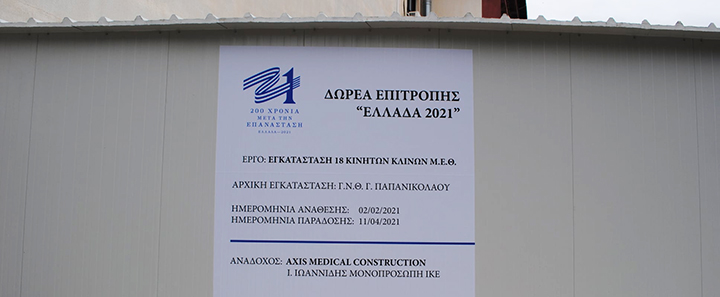 21
200 ΧΡΟΝΙΑ
ΜΕΤΑ ΤΗΝ
ΕΠΑΝΑΣΤΑΣΗ
ΕΛΛΑΔΑ - 2021
ΔΩΡΕΑ ΕΠΙΤΡΟΠΗΣ
“ΕΛΛΑΔΑ 2021”
ΕΡΓΟ: ΕΓΚΑΤΑΣΤΑΣΗ 18 ΚΙΝΗΤΩΝ ΚΛΙΝΩΝ Μ.Ε.Θ.
ΑΡΧΙΚΗ ΕΓΚΑΤΑΣΤΑΣΗ: Γ.Ν.Θ. Γ. ΠΑΠΑΝΙΚΟΛΑΟΥ
ΗΜΕΡΟΜΗΝΙΑ ΑΝΑΘΕΣΗΣ: 02/02/2021
ΗΜΕΡΟΜΗΝΙΑ ΠΑΡΑΔΟΣΗΣ: 11/04/2021
ΑΝΑΔΟΧΟΣ: AXIS MEDICAL CONSTRUCTION
Ι. ΙΩΑΝΝΙΔΗΣ ΜΟΝΟΠΡΟΣΩΠΗ ΙΚΕ